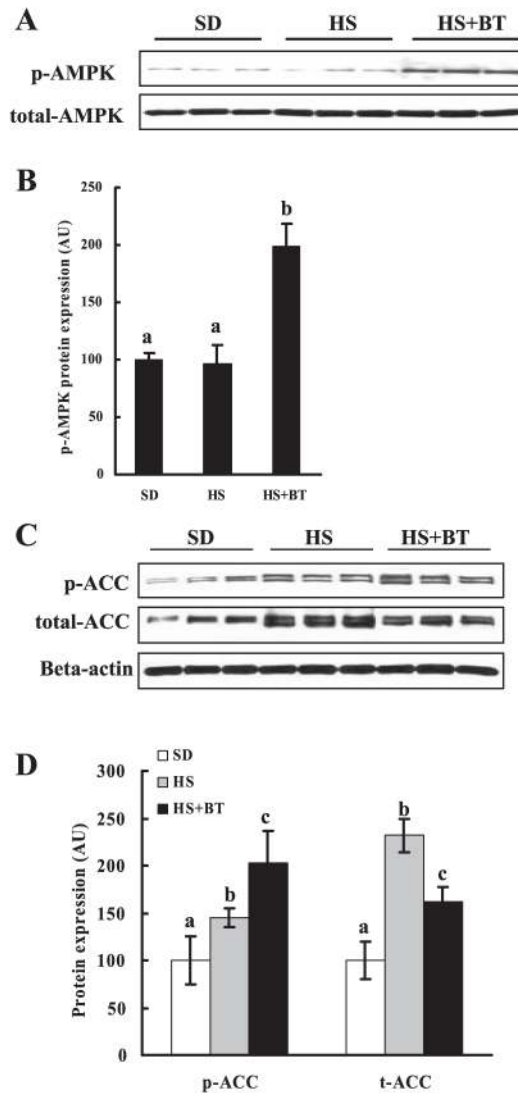 A
SD HS HS+BT
p-AMPK
total-AMPK
B
p-AMPK protein expression (AU)
250
200
150
100
50
0
a
a
b
SD HS HS+BT
C
SD HS HS+BT
p-ACC
total-ACC
Beta-actin
D
SD
HS
HS+BT
Protein expression (AU)
300
250
200
150
100
50
0
a b c a b c
p-ACC t-ACC